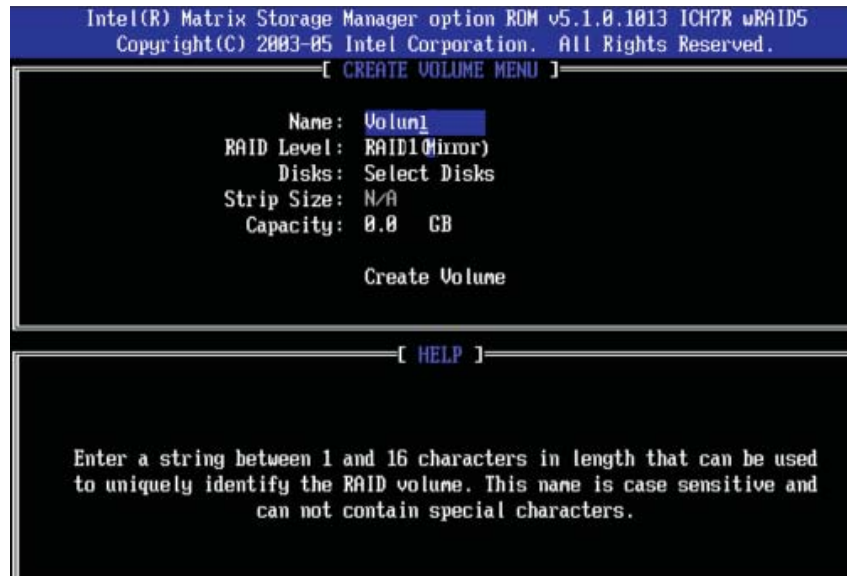 Intel(R) Matrix Storage Manager option ROM v5.1.0.1013 ICH7R wRAID5
Copyright(C) 2003-05 Intel Corporation. All Rights Reserved.
[ CREATE VOLUME MENU ]
Name: Volum1
RAID Level: RAID1(Mirror)
Disks: Select Disks
Strip Size: N/A
Capacity: 0.0 GB
Create Volume
[ HELP ]
Enter a string between 1 and 16 characters in length that can be used
to uniquely identify the RAID volume. This name is case sensitive and
can not contain special characters.